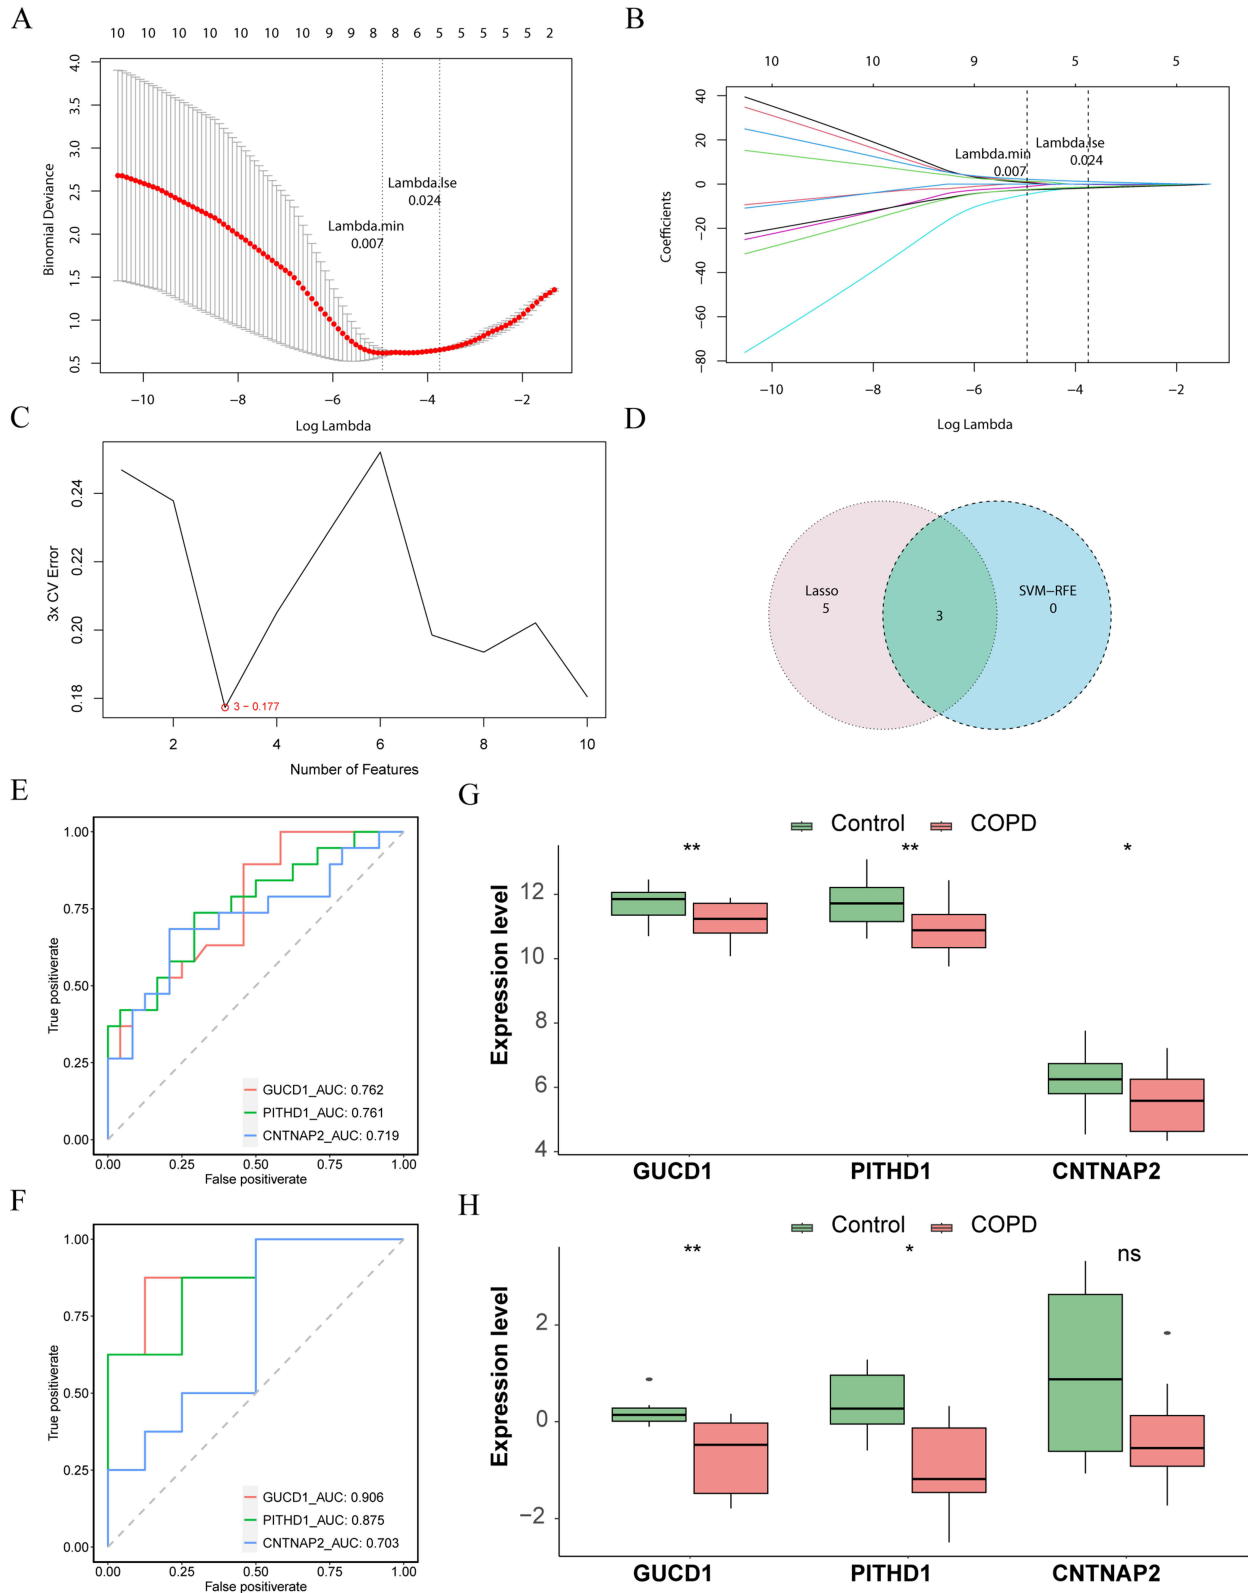 A
10 10 10 10 10 10 9 9 8 8 6 5 5 5 5 5 2
Binomial Deviance
4.0
3.5
3.0
2.5
2.0
1.5
1.0
0.5
Lambda.lse
0.024
Lambda.min
0.007
−10 −8 −6 −4 −2
Log Lambda
B
10 10 9 5 5
Coefficients
40
20
0
−20
−40
−60
−80
Lambda.lse
0.024
Lambda.min
0.007
−10 −8 −6 −4 −2
Log Lambda
C
3x CV Error
0.24
0.22
0.20
0.18
3 − 0.177
2 4 6 8 10
Number of Features
D
Lasso
5
3
SVM−RFE
0
E
True positiverate
1.00
0.75
0.50
0.25
0.00
GUCD1_AUC: 0.762
PITHD1_AUC: 0.761
CNTNAP2_AUC: 0.719
0.00 0.25 0.50 0.75 1.00
False positiverate
F
True positiverate
1.00
0.75
0.50
0.25
0.00
GUCD1_AUC: 0.906
PITHD1_AUC: 0.875
CNTNAP2_AUC: 0.703
0.00 0.25 0.50 0.75 1.00
False positiverate
G
Control COPD
** ** *
Expression level
12
10
8
6
4
GUCD1 PITHD1 CNTNAP2
H
Control COPD
** * ns
Expression level
2
0
−2
GUCD1 PITHD1 CNTNAP2